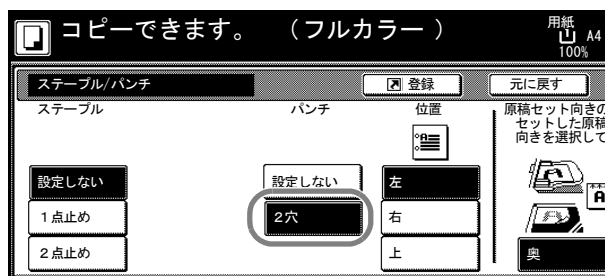 コピーできます。 (フルカラー)
用紙
A4
100%
ステープル/パンチ
登録
元に戻す
ステープル
パンチ
位置
原稿セット向きの
セットした原稿
向きを選択して
設定しない
設定しない
左
1点止め
2穴
右
2点止め
上
奥